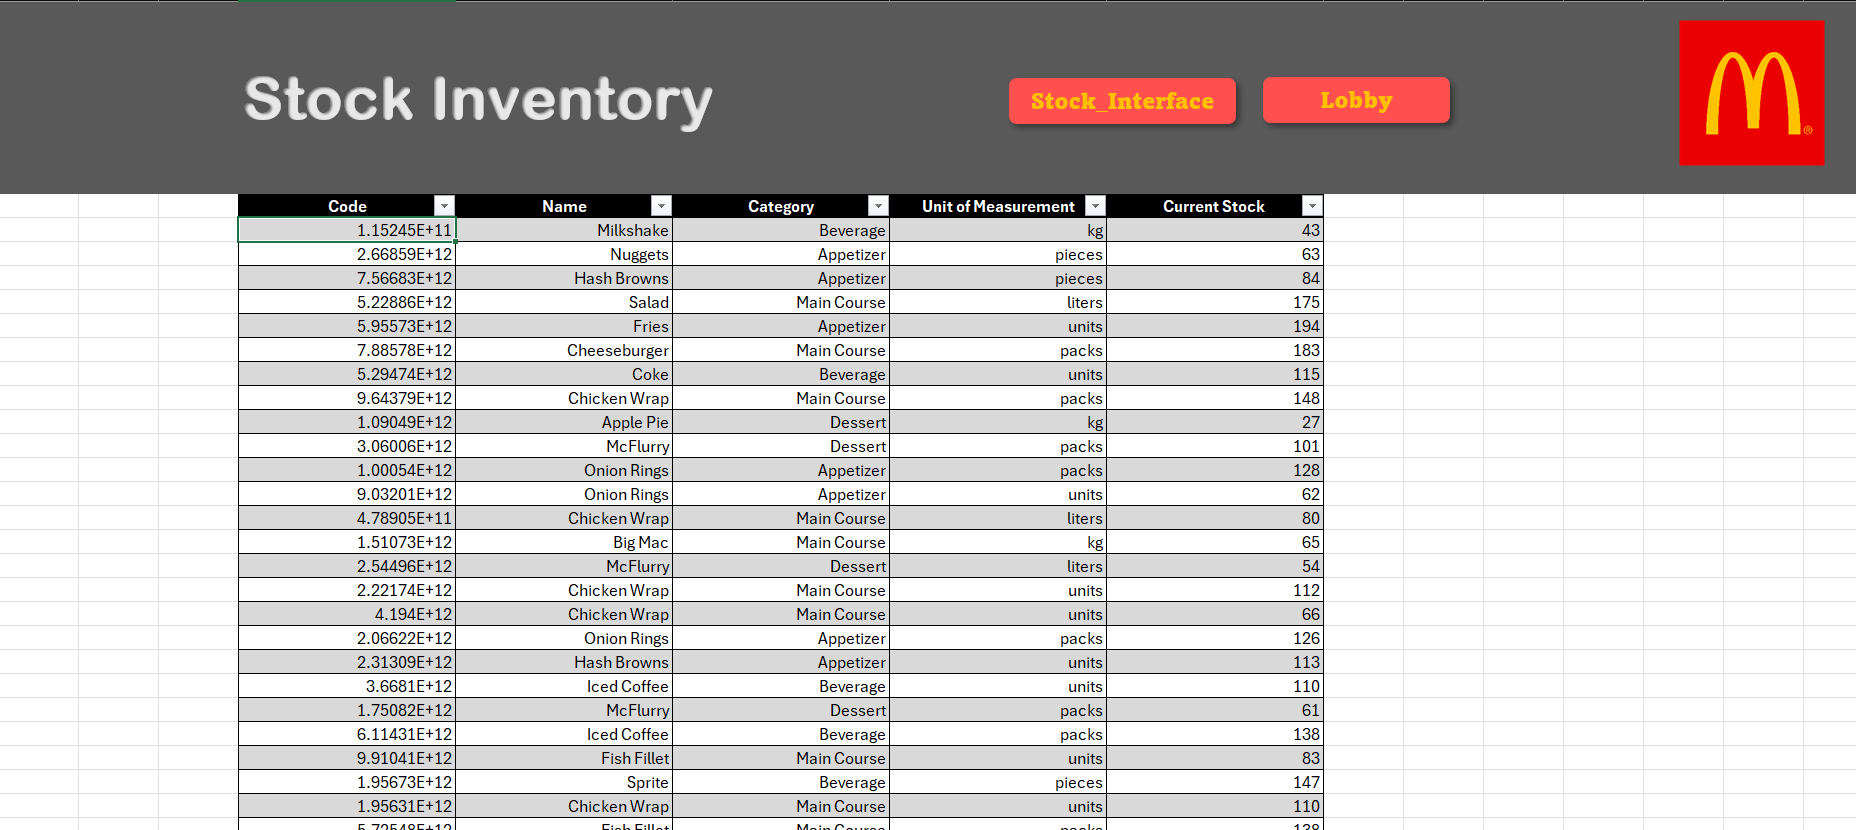 Stock Inventory Stock_Interface Lobby
Code Name Category Unit of Measurement Current Stock
1.15245E+11 Milkshake Beverage kg 43
2.66859E+12 Nuggets Appetizer pieces 63
7.56683E+12 Hash Browns Appetizer pieces 84
5.22886E+12 Salad Main Course liters 175
5.95573E+12 Fries Appetizer units 194
7.88578E+12 Cheeseburger Main Course packs 183
5.29474E+12 Coke Beverage units 115
9.64379E+12 Chicken Wrap Main Course packs 148
1.09049E+12 Apple Pie Dessert kg 27
3.06006E+12 McFlurry Dessert packs 101
1.00054E+12 Onion Rings Appetizer packs 128
9.03201E+12 Onion Rings Appetizer units 62
4.78905E+11 Chicken Wrap Main Course liters 80
1.51073E+12 Big Mac Main Course kg 65
2.54496E+12 McFlurry Dessert liters 54
2.22174E+12 Chicken Wrap Main Course units 112
4.194E+12 Chicken Wrap Main Course units 66
2.06622E+12 Onion Rings Appetizer packs 126
2.31309E+12 Hash Browns Appetizer units 113
3.6681E+12 Iced Coffee Beverage units 110
1.75082E+12 McFlurry Dessert packs 61
6.11431E+12 Iced Coffee Beverage packs 138
9.91041E+12 Fish Fillet Main Course units 83
1.95673E+12 Sprite Beverage pieces 147
1.95631E+12 Chicken Wrap Main Course units 110
Fish Fillet Main Course packs